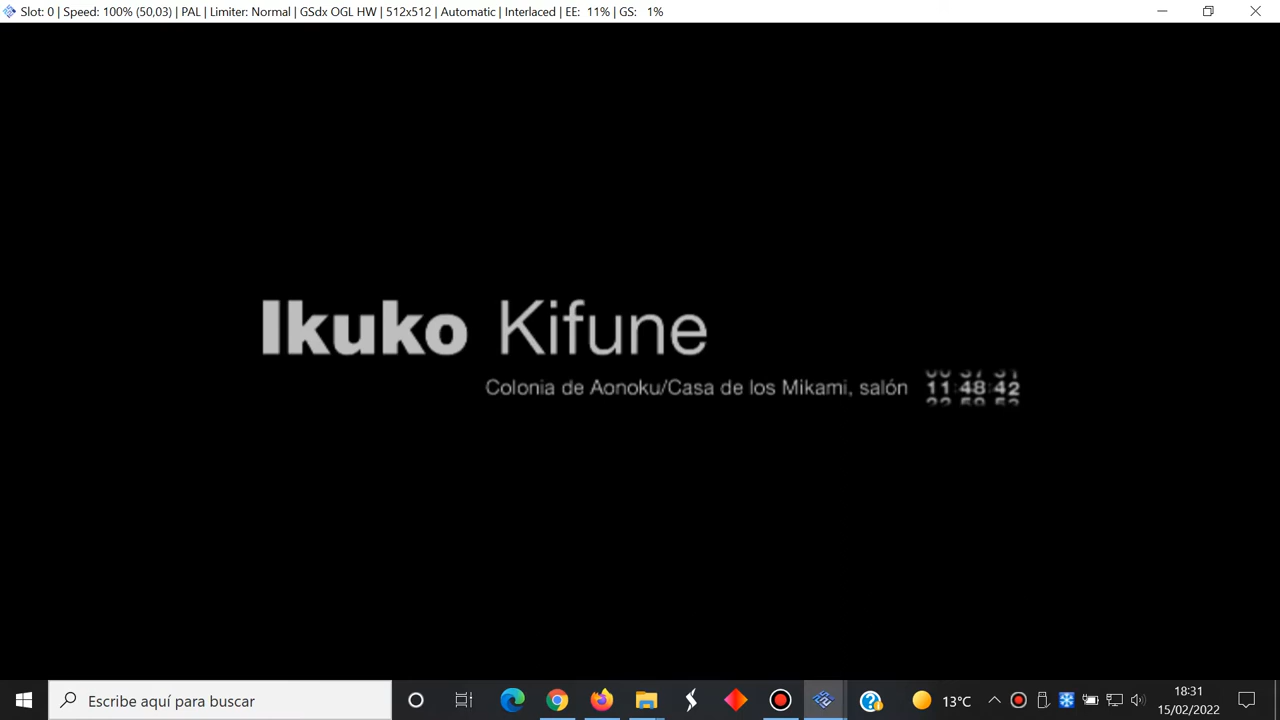 Slot: 0 | Speed: 100% (50,03) | PAL | Limiter: Normal | GSdx OGL HW | 512x512 | Automatic | Interlaced | EE: 11% | GS: 1%
Ikuko Kifune
Colonia de Aonoku/Casa de los Mikami, salón 11:48:42
Escribe aquí para buscar
13°C
18:31
15/02/2022